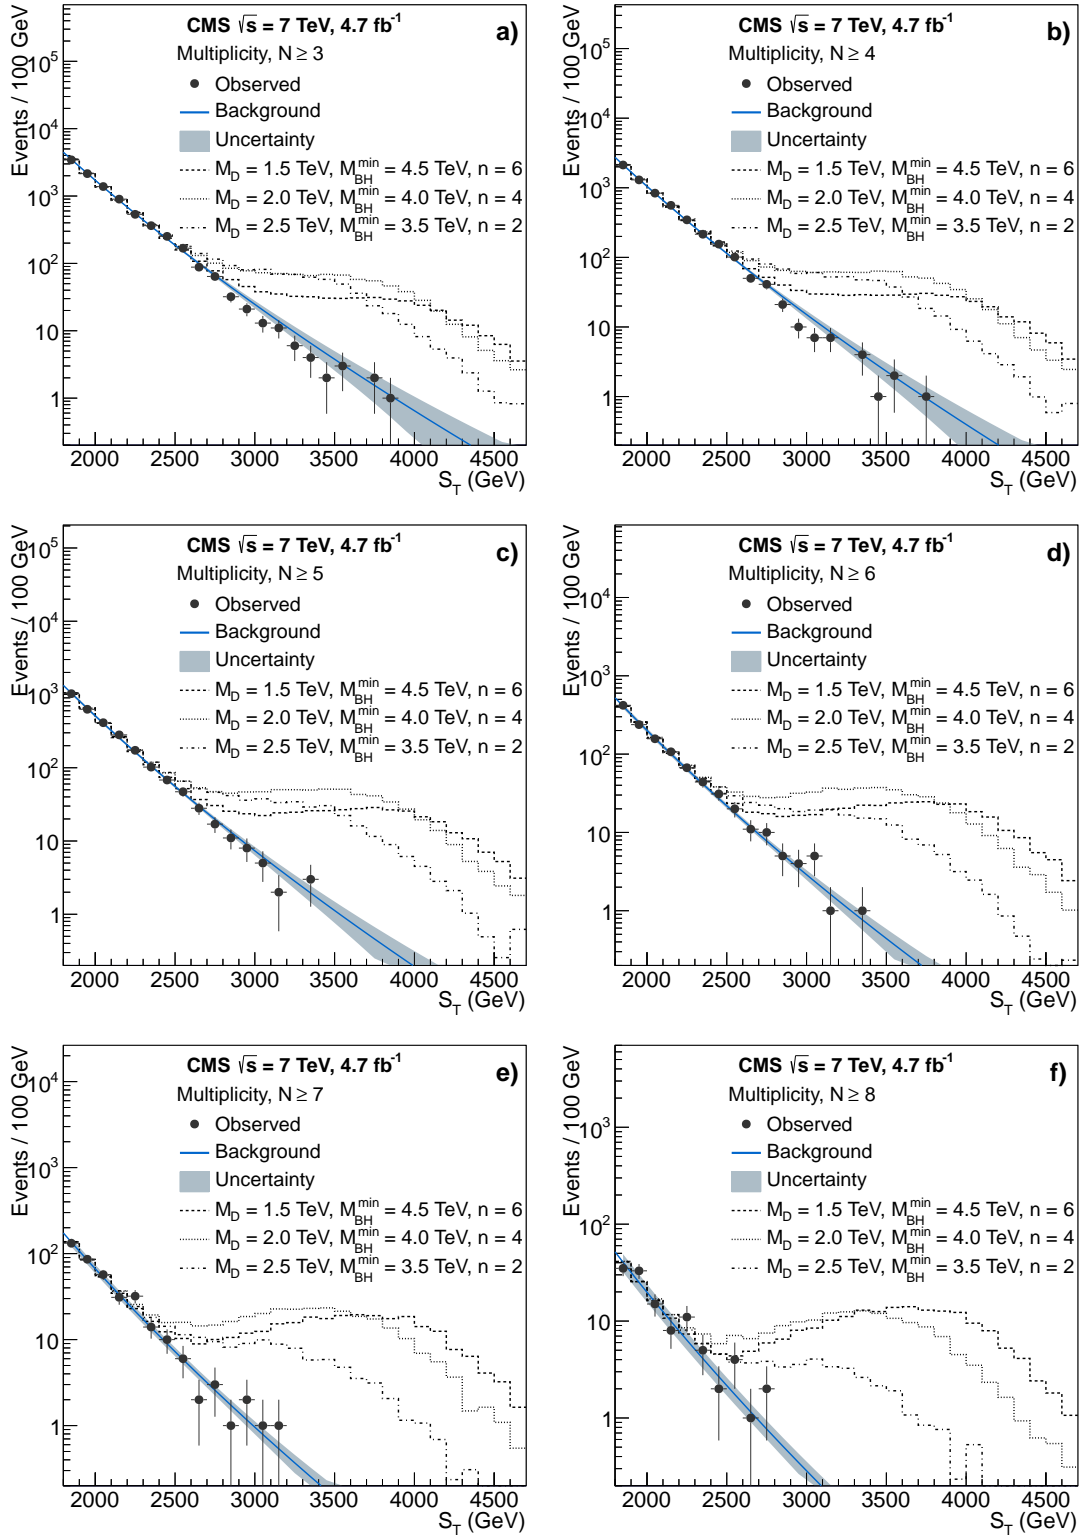 CMS √s = 7 TeV, 4.7 fb⁻¹
a)
Multiplicity, N ≥ 3
Observed
Background
Uncertainty
M_D = 1.5 TeV, M_BH^min = 4.5 TeV, n = 6
M_D = 2.0 TeV, M_BH^min = 4.0 TeV, n = 4
M_D = 2.5 TeV, M_BH^min = 3.5 TeV, n = 2
Events / 100 GeV
10⁵
10⁴
10³
10²
10
1
2000 2500 3000 3500 4000 4500
S_T (GeV)
CMS √s = 7 TeV, 4.7 fb⁻¹
b)
Multiplicity, N ≥ 4
Observed
Background
Uncertainty
M_D = 1.5 TeV, M_BH^min = 4.5 TeV, n = 6
M_D = 2.0 TeV, M_BH^min = 4.0 TeV, n = 4
M_D = 2.5 TeV, M_BH^min = 3.5 TeV, n = 2
Events / 100 GeV
10⁵
10⁴
10³
10²
10
1
2000 2500 3000 3500 4000 4500
S_T (GeV)
CMS √s = 7 TeV, 4.7 fb⁻¹
c)
Multiplicity, N ≥ 5
Observed
Background
Uncertainty
M_D = 1.5 TeV, M_BH^min = 4.5 TeV, n = 6
M_D = 2.0 TeV, M_BH^min = 4.0 TeV, n = 4
M_D = 2.5 TeV, M_BH^min = 3.5 TeV, n = 2
Events / 100 GeV
10⁵
10⁴
10³
10²
10
1
2000 2500 3000 3500 4000 4500
S_T (GeV)
CMS √s = 7 TeV, 4.7 fb⁻¹
d)
Multiplicity, N ≥ 6
Observed
Background
Uncertainty
M_D = 1.5 TeV, M_BH^min = 4.5 TeV, n = 6
M_D = 2.0 TeV, M_BH^min = 4.0 TeV, n = 4
M_D = 2.5 TeV, M_BH^min = 3.5 TeV, n = 2
Events / 100 GeV
10⁴
10³
10²
10
1
2000 2500 3000 3500 4000 4500
S_T (GeV)
CMS √s = 7 TeV, 4.7 fb⁻¹
e)
Multiplicity, N ≥ 7
Observed
Background
Uncertainty
M_D = 1.5 TeV, M_BH^min = 4.5 TeV, n = 6
M_D = 2.0 TeV, M_BH^min = 4.0 TeV, n = 4
M_D = 2.5 TeV, M_BH^min = 3.5 TeV, n = 2
Events / 100 GeV
10⁴
10³
10²
10
1
2000 2500 3000 3500 4000 4500
S_T (GeV)
CMS √s = 7 TeV, 4.7 fb⁻¹
f)
Multiplicity, N ≥ 8
Observed
Background
Uncertainty
M_D = 1.5 TeV, M_BH^min = 4.5 TeV, n = 6
M_D = 2.0 TeV, M_BH^min = 4.0 TeV, n = 4
M_D = 2.5 TeV, M_BH^min = 3.5 TeV, n = 2
Events / 100 GeV
10³
10²
10
1
2000 2500 3000 3500 4000 4500
S_T (GeV)